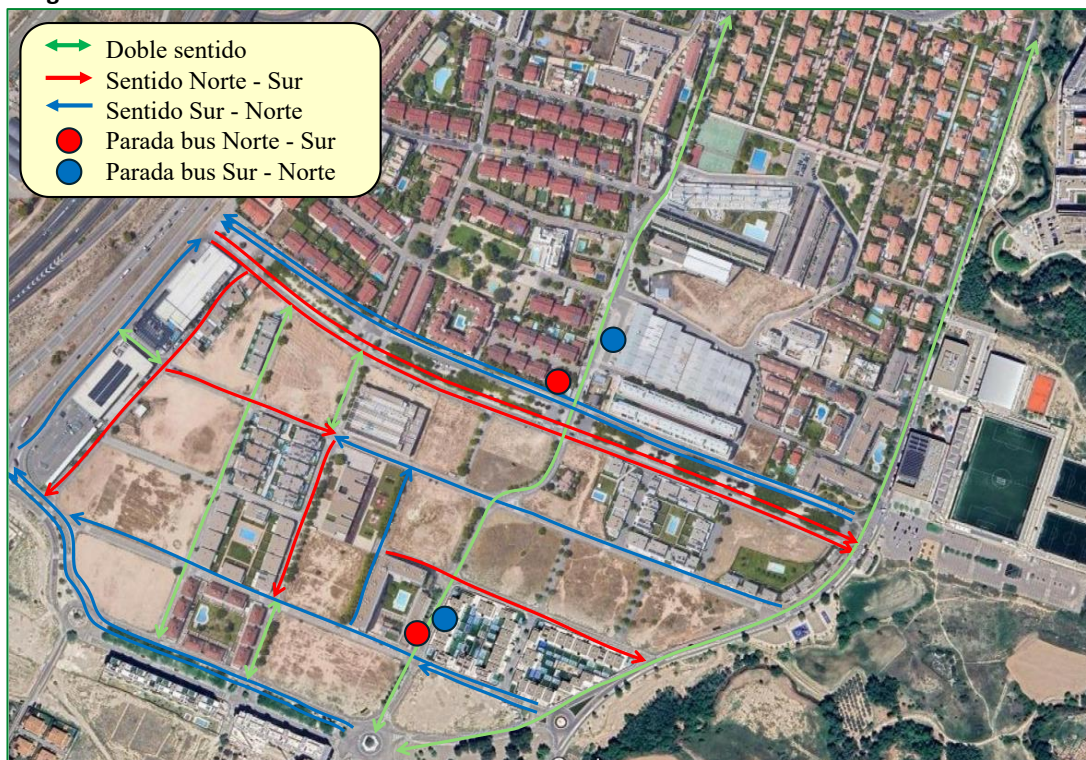 Doble sentido
Sentido Norte - Sur
Sentido Sur - Norte
Parada bus Norte - Sur
Parada bus Sur - Norte